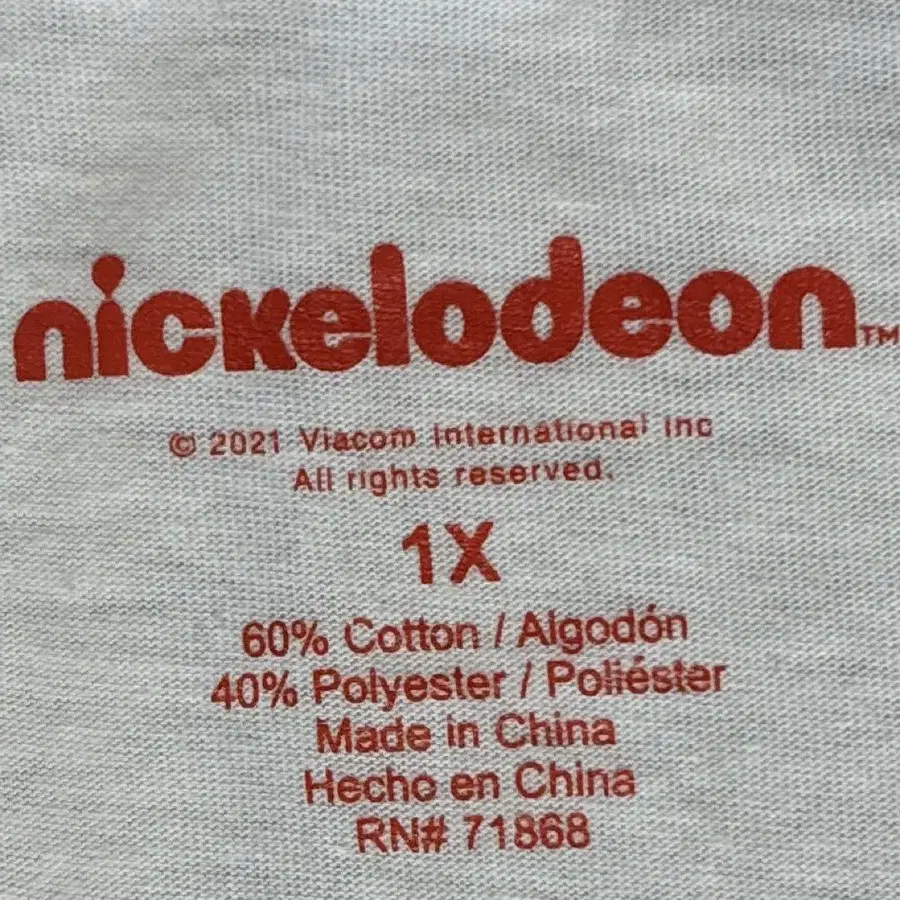 nickelodeon™
© 2021 Viacom International Inc
All rights reserved.
1X
60% Cotton / Algodón
40% Polyester / Poliéster
Made in China
Hecho en China
RN# 71868